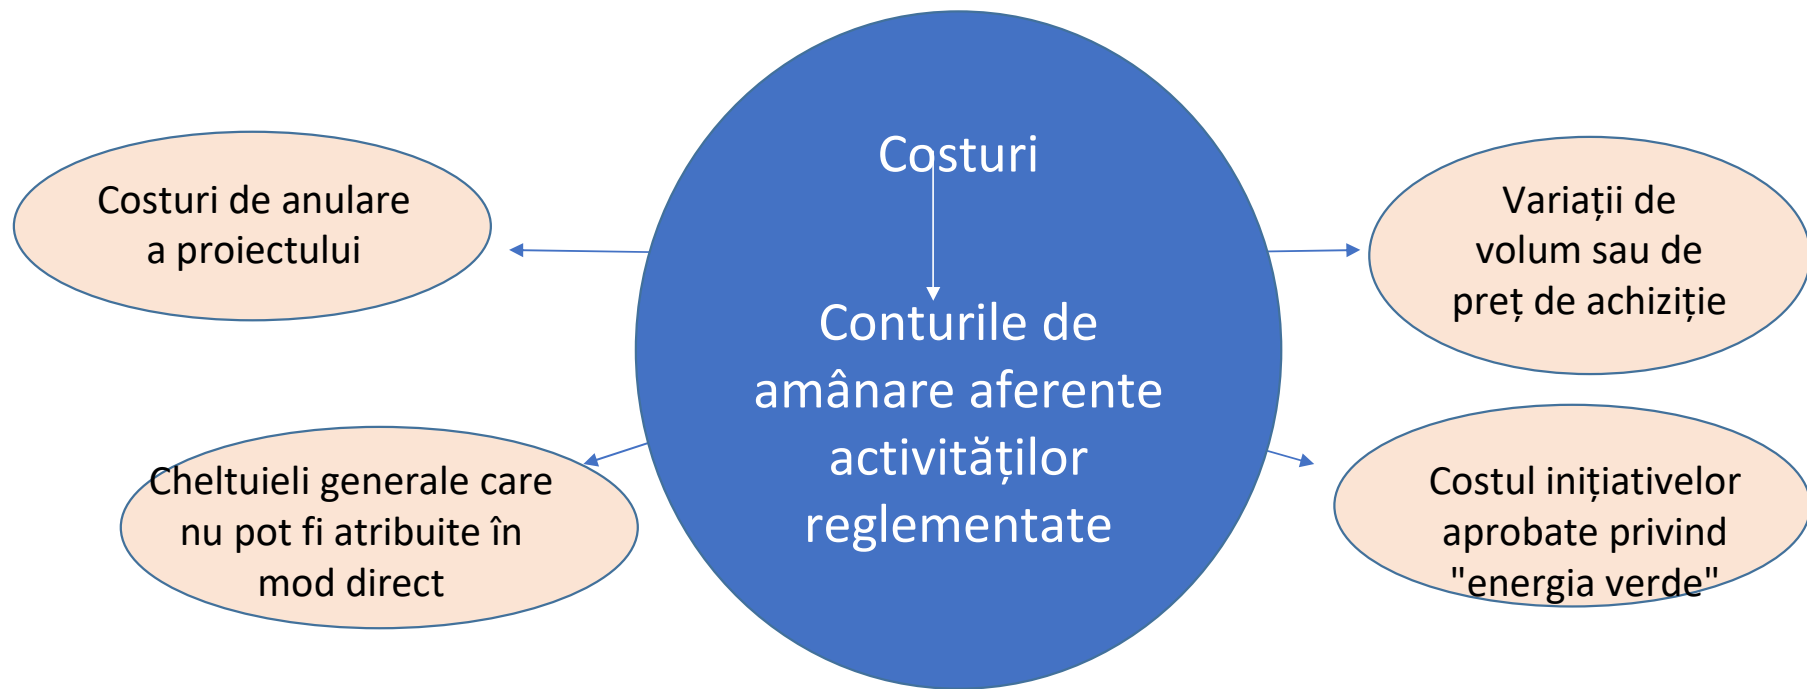 Costuri
Conturile de
amânare aferente
activităților
reglementate
Costuri de anulare
a proiectului
Cheltuieli generale care
nu pot fi atribuite în
mod direct
Variații de
volum sau de
preț de achiziție
Costul inițiativelor
aprobate privind
"energia verde"